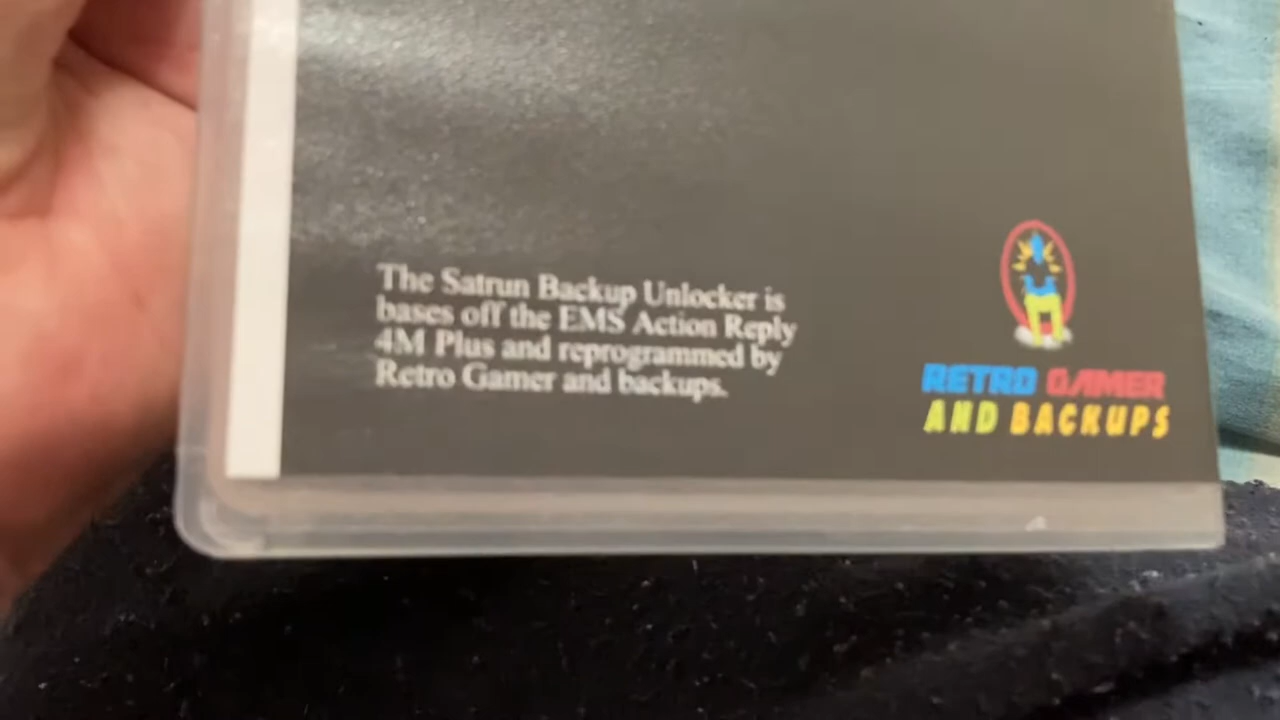 The Satrun Backup Unlocker is
bases off the EMS Action Reply
4M Plus and reprogrammed by
Retro Gamer and backups.
RETRO GAMER
AND BACKUPS